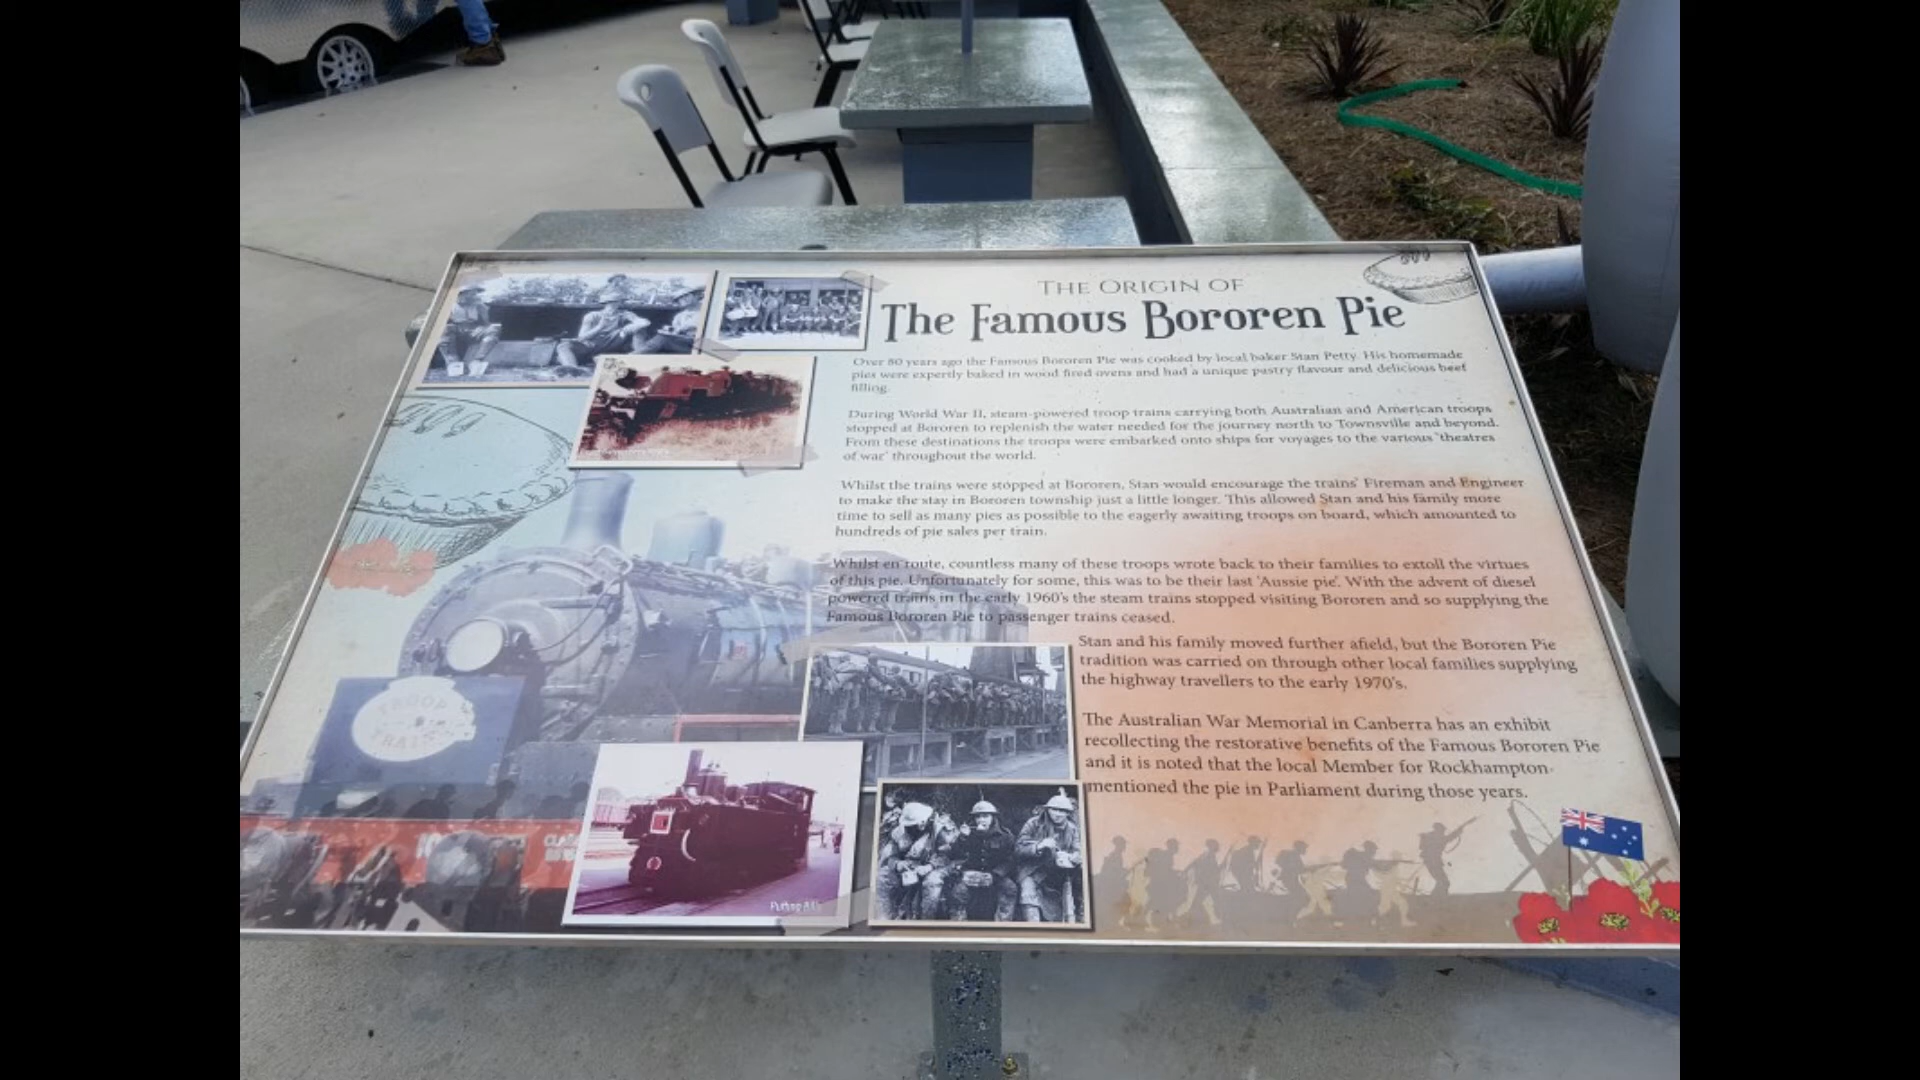 THE ORIGIN OF
The Famous Bororen Pie
Over 80 years ago the Famous Bororen Pie was cooked by local baker Stan Petty. His homemade
pies were expertly baked in wood fired ovens and had a unique pastry flavour and delicious beef
filling.
During World War II, steam-powered troop trains carrying both Australian and American troops
stopped at Bororen to replenish the water needed for the journey north to Townsville and beyond.
From these destinations the troops were embarked onto ships for voyages to the various 'theatres
of war' throughout the world.
Whilst the trains were stopped at Bororen, Stan would encourage the trains' Fireman and Engineer
to make the stay in Bororen township just a little longer. This allowed Stan and his family more
time to sell as many pies as possible to the eagerly awaiting troops on board, which amounted to
hundreds of pie sales per train.
Whilst en route, countless many of these troops wrote back to their families to extoll the virtues
of this pie. Unfortunately for some, this was to be their last 'Aussie pie'. With the advent of diesel
powered trains in the early 1960's the steam trains stopped visiting Bororen and so supplying the
Famous Bororen Pie to passenger trains ceased.
Stan and his family moved further afield, but the Bororen Pie
tradition was carried on through other local families supplying
the highway travellers to the early 1970's.
The Australian War Memorial in Canberra has an exhibit
recollecting the restorative benefits of the Famous Bororen Pie
and it is noted that the local Member for Rockhampton
mentioned the pie in Parliament during those years.
TROOP
TRAIN